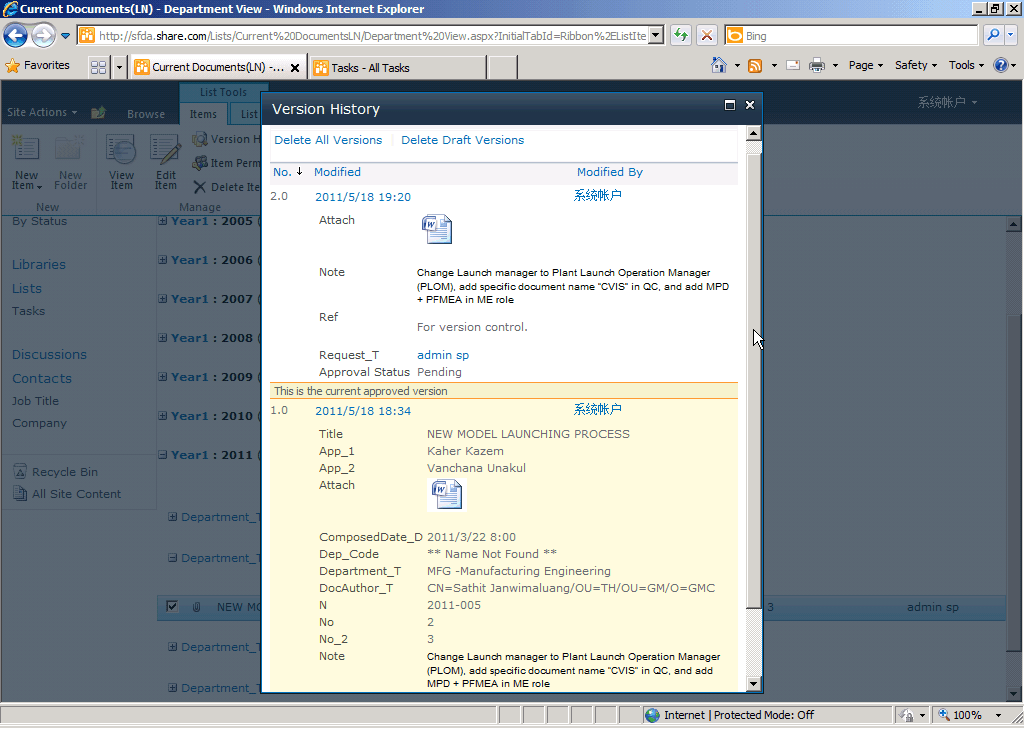 Current Documents(LN) - Department View - Windows Internet Explorer
http://sfda.share.com/Lists/Current%20DocumentsLN/Department%20View.aspx?InitialTabId=Ribbon%2EListIte
Bing
Favorites
Current Documents(LN) -...
Tasks - All Tasks
Page
Safety
Tools
List Tools
Site Actions
Browse
Items
List
系统帐户
New Item
New Folder
View Item
Edit Item
Version H
Item Perm
Delete Ite
New
Manage
By Status
Libraries
Lists
Tasks
Discussions
Contacts
Job Title
Company
Recycle Bin
All Site Content
Year1 : 2005 (
Year1 : 2006 (
Year1 : 2007 (
Year1 : 2008 (
Year1 : 2009 (
Year1 : 2010 (
Year1 : 2011 (
Department_T
Department_T
NEW MO
3
admin sp
Department_T
Department_T
Version History
Delete All Versions | Delete Draft Versions
No. ↓ Modified Modified By
2.0 2011/5/18 19:20 系统帐户
Attach
Note Change Launch manager to Plant Launch Operation Manager
(PLOM), add specific document name "CVIS" in QC, and add MPD
+ PFMEA in ME role
Ref
For version control.
Request_T admin sp
Approval Status Pending
This is the current approved version
1.0 2011/5/18 18:34 系统帐户
Title NEW MODEL LAUNCHING PROCESS
App_1 Kaher Kazem
App_2 Vanchana Unakul
Attach
ComposedDate_D 2011/3/22 8:00
Dep_Code ** Name Not Found **
Department_T MFG -Manufacturing Engineering
DocAuthor_T CN=Sathit Janwimaluang/OU=TH/OU=GM/O=GMC
N 2011-005
No 2
No_2 3
Note Change Launch manager to Plant Launch Operation Manager
(PLOM), add specific document name "CVIS" in QC, and add
MPD + PFMEA in ME role
Internet | Protected Mode: Off
100%